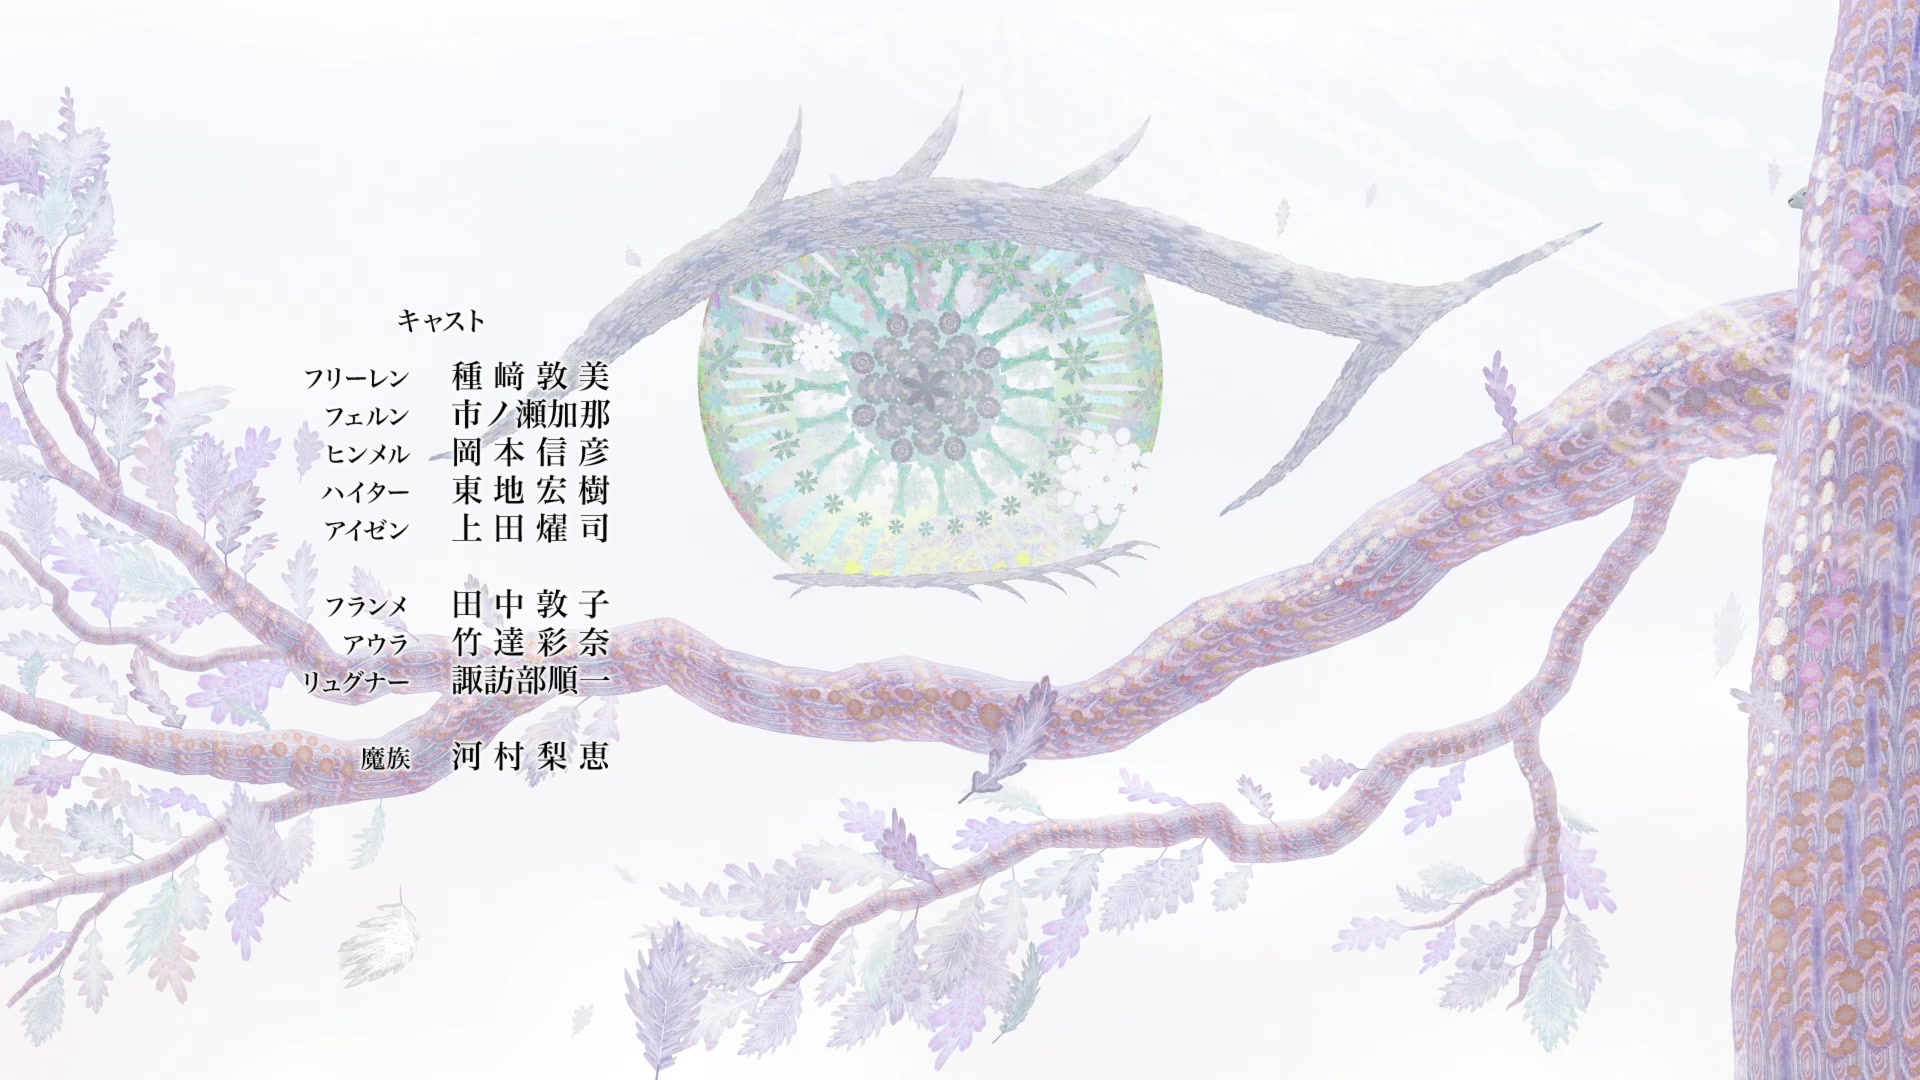 キャスト
フリーレン 種﨑敦美
フェルン 市ノ瀬加那
ヒンメル 岡本信彦
ハイター 東地宏樹
アイゼン 上田燿司
フランメ 田中敦子
アウラ 竹達彩奈
リュグナー 諏訪部順一
魔族 河村梨恵